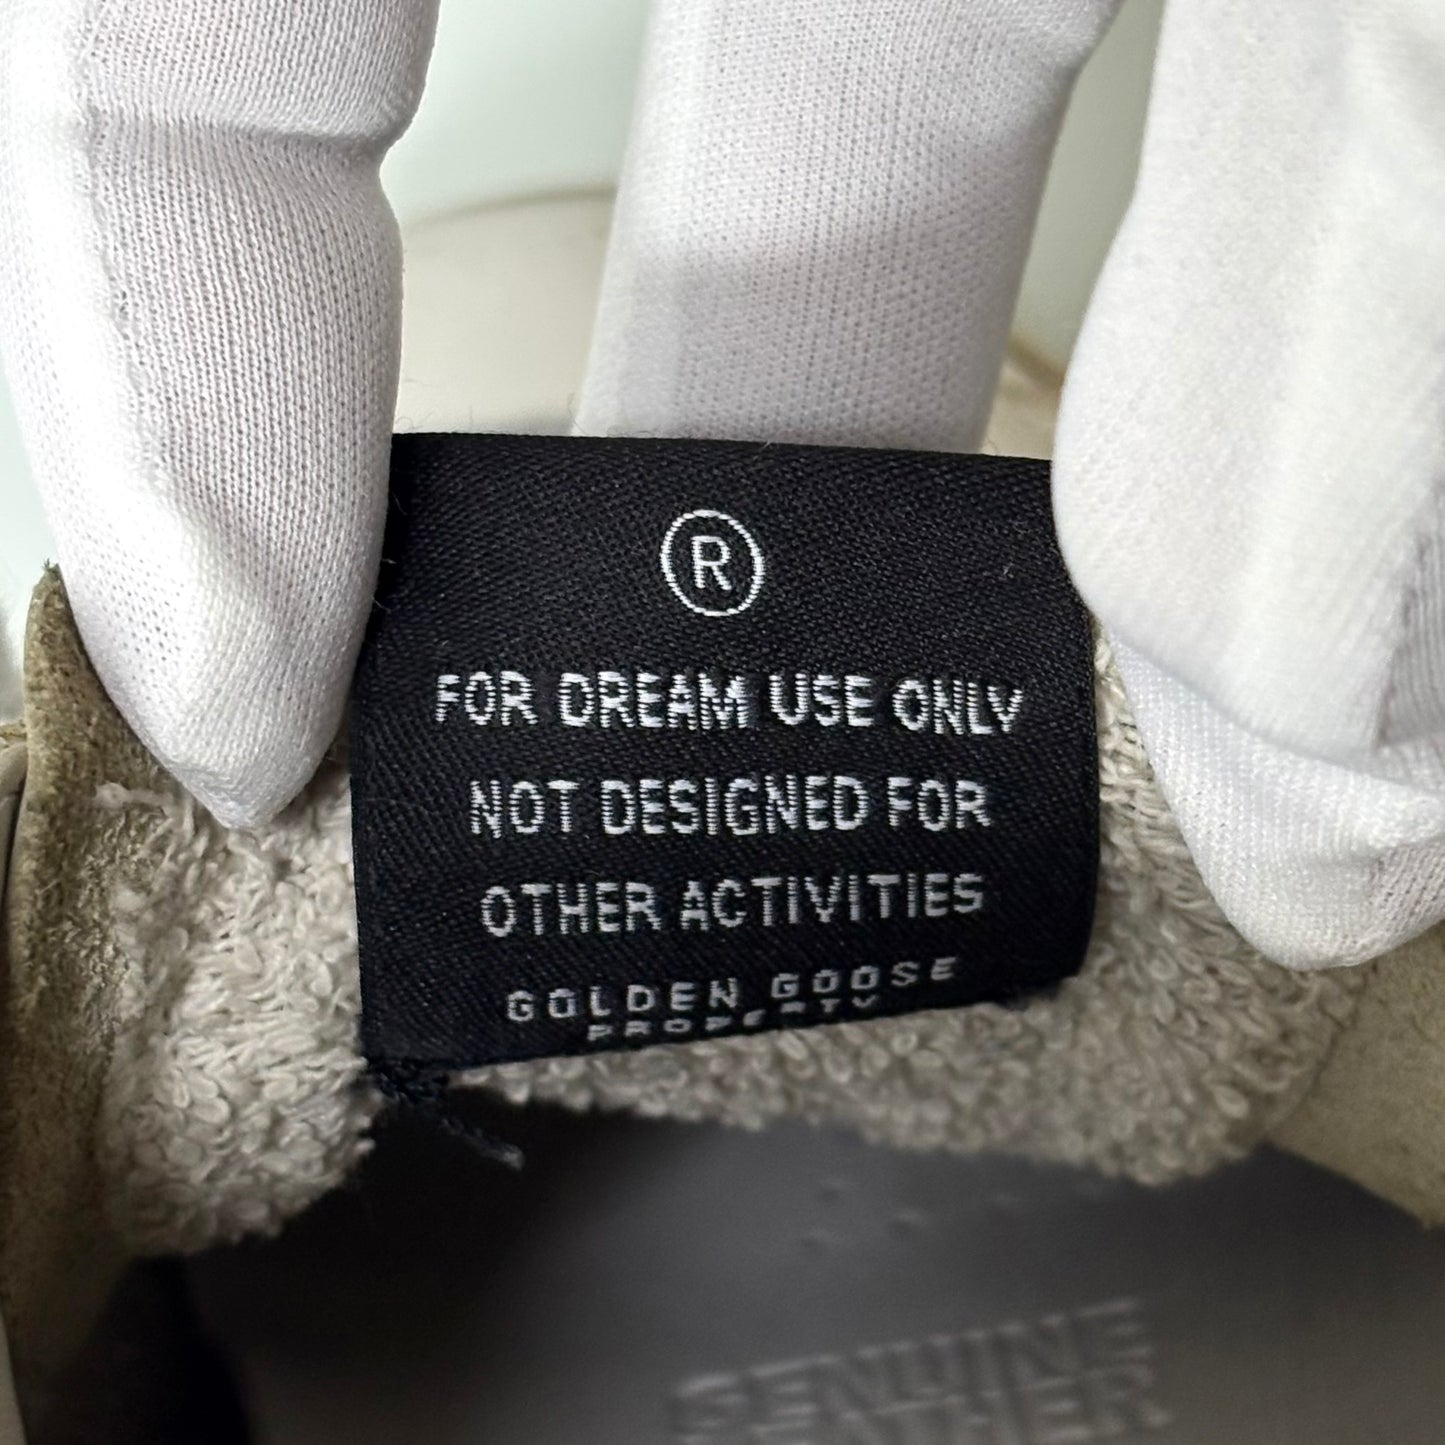 ®
FOR DREAM USE ONLY
NOT DESIGNED FOR
OTHER ACTIVITIES
GOLDEN GOOSE
PROPERTY
GENUINE
LEATHER